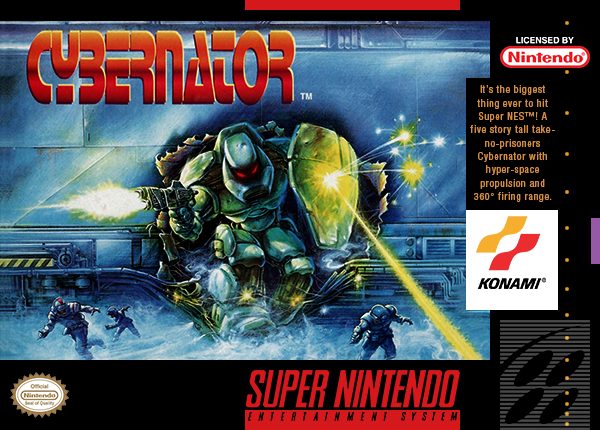 CYBERNATOR
TM
LICENSED BY
Nintendo®
It's the biggest
thing ever to hit
Super NES™! A
five story tall take-
no-prisoners
Cybernator with
hyper-space
propulsion and
360° firing range.
KONAMI®
Official
Nintendo
Seal of Quality
SUPER NINTENDO
ENTERTAINMENT SYSTEM